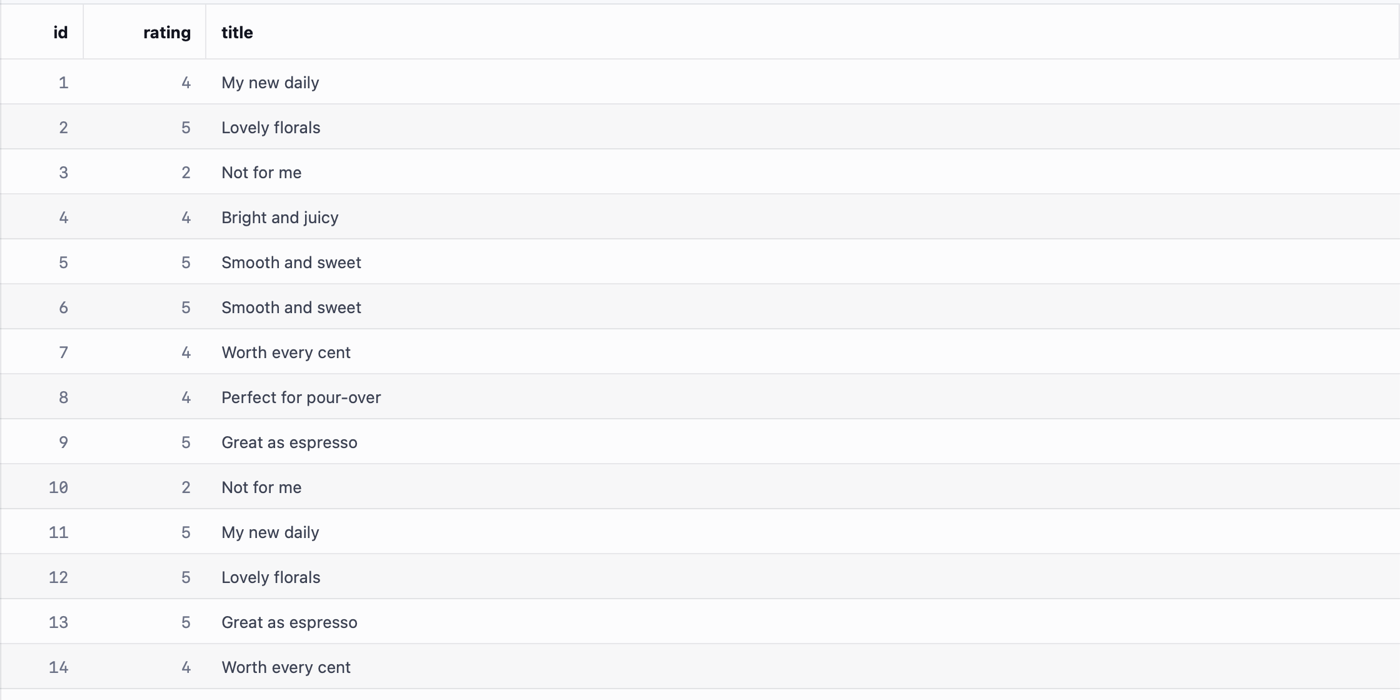 id rating title
1 4 My new daily
2 5 Lovely florals
3 2 Not for me
4 4 Bright and juicy
5 5 Smooth and sweet
6 5 Smooth and sweet
7 4 Worth every cent
8 4 Perfect for pour-over
9 5 Great as espresso
10 2 Not for me
11 5 My new daily
12 5 Lovely florals
13 5 Great as espresso
14 4 Worth every cent